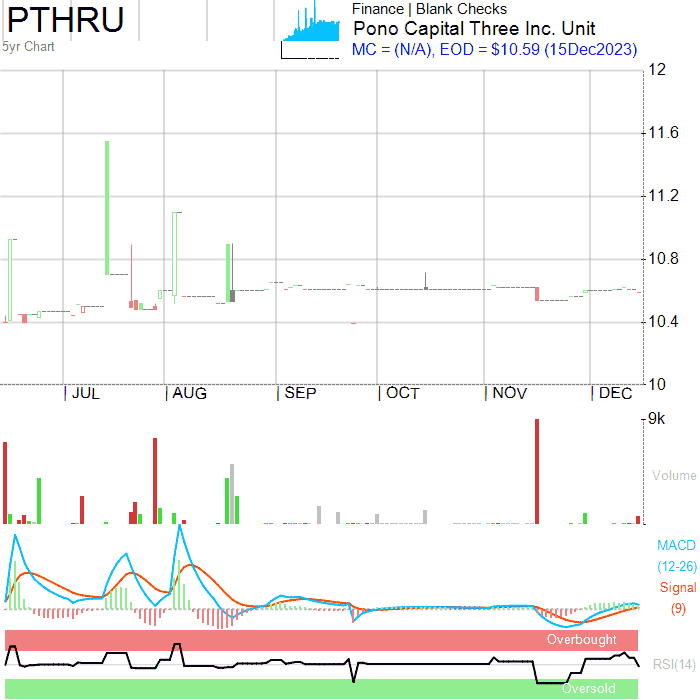 PTHRU
5yr Chart
Finance | Blank Checks
Pono Capital Three Inc. Unit
MC = (N/A), EOD = $10.59 (15Dec2023)
12
11.6
11.2
10.8
10.4
10
| JUL | AUG | SEP | OCT | NOV | DEC
9k
Volume
MACD
(12-26)
Signal
(9)
Overbought
RSI(14)
Oversold